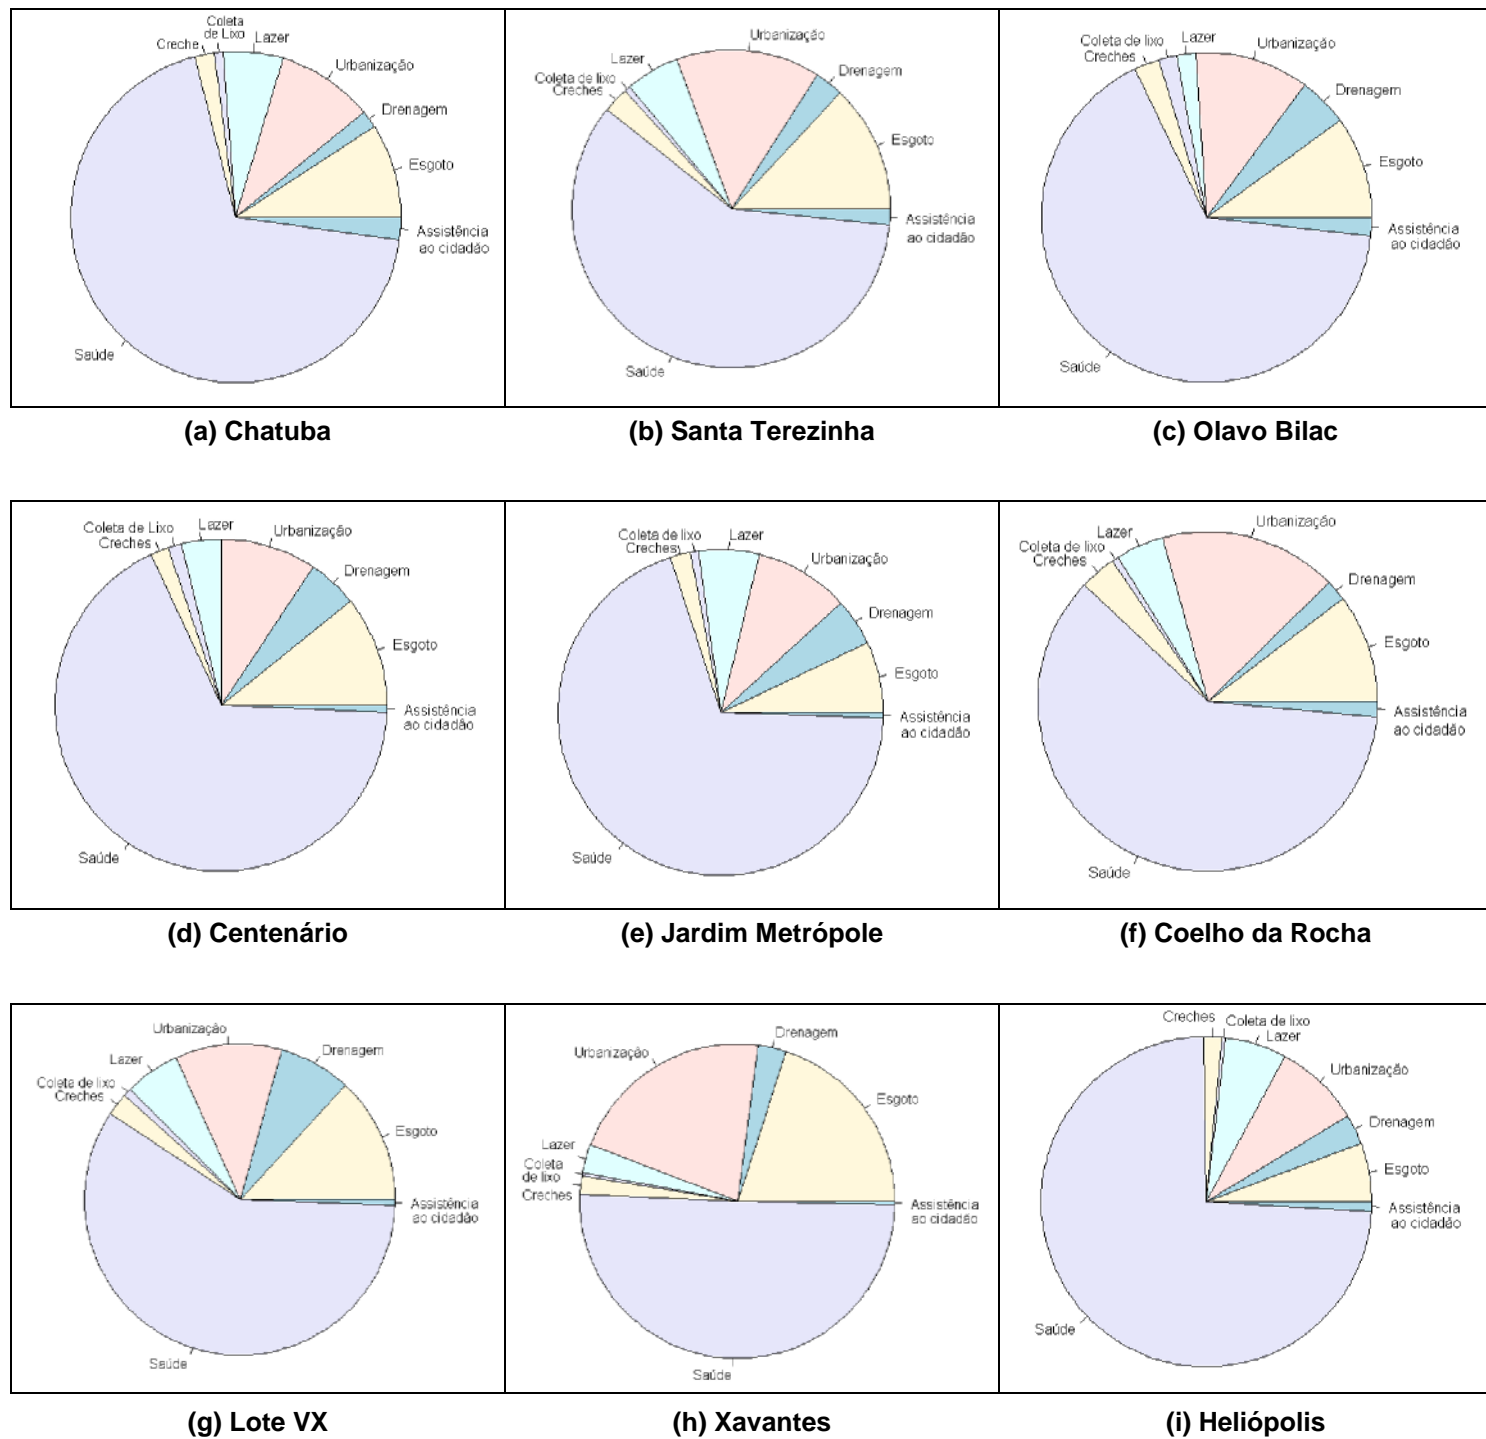 Coleta
de Lixo
Creche
Lazer
Urbanização
Drenagem
Esgoto
Assistência
ao cidadão
Saúde
(a) Chatuba
Urbanização
Lazer
Drenagem
Coleta de lixo
Creches
Esgoto
Assistência
ao cidadão
Saúde
(b) Santa Terezinha
Coleta de lixo
Creches
Lazer
Urbanização
Drenagem
Esgoto
Assistência
ao cidadão
Saúde
(c) Olavo Bilac
Coleta de Lixo
Creches
Lazer
Urbanização
Drenagem
Esgoto
Assistência
ao cidadão
Saúde
(d) Centenário
Coleta de lixo
Creches
Lazer
Urbanização
Drenagem
Esgoto
Assistência
ao cidadão
Saúde
(e) Jardim Metrópole
Urbanização
Lazer
Coleta de lixo
Creches
Drenagem
Esgoto
Assistência
ao cidadão
Saúde
(f) Coelho da Rocha
Urbanização
Lazer
Drenagem
Coleta de lixo
Creches
Esgoto
Assistência
ao cidadão
Saúde
(g) Lote VX
Drenagem
Urbanização
Esgoto
Lazer
Coleta
de lixo
Creches
Assistência
ao cidadão
Saúde
(h) Xavantes
Creches
Coleta de lixo
Lazer
Urbanização
Drenagem
Esgoto
Assistência
ao cidadão
Saúde
(i) Heliópolis